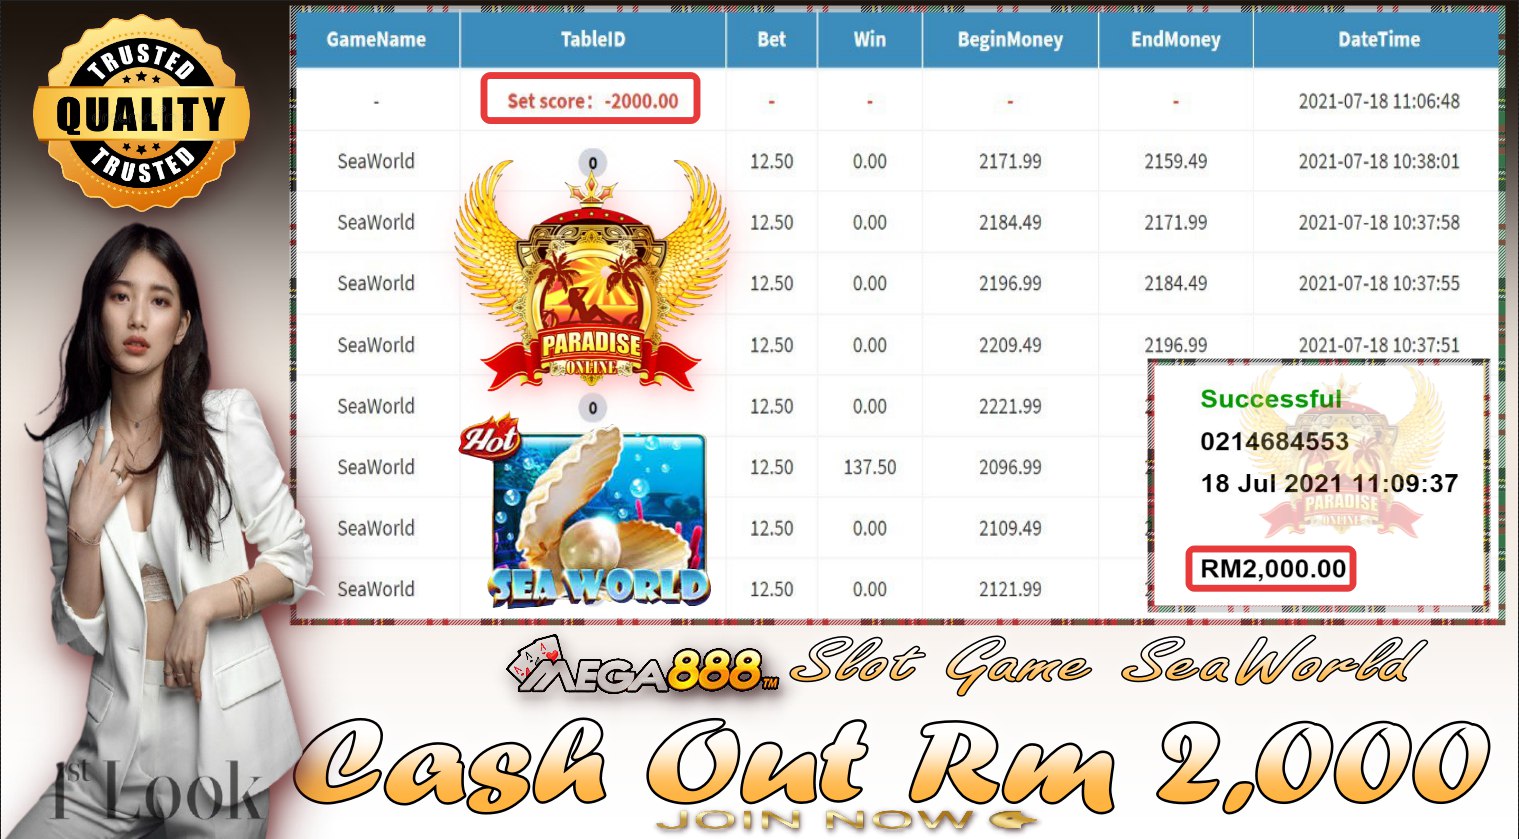 TRUSTED
QUALITY
TRUSTED
GameName TableID Bet Win BeginMoney EndMoney DateTime
- Set score: -2000.00 - - - - 2021-07-18 11:06:48
SeaWorld 0 12.50 0.00 2171.99 2159.49 2021-07-18 10:38:01
SeaWorld 12.50 0.00 2184.49 2171.99 2021-07-18 10:37:58
SeaWorld 12.50 0.00 2196.99 2184.49 2021-07-18 10:37:55
SeaWorld 12.50 0.00 2209.49 2196.99 2021-07-18 10:37:51
SeaWorld 0 12.50 0.00 2221.99
SeaWorld 12.50 137.50 2096.99
SeaWorld 12.50 0.00 2109.49
SeaWorld 12.50 0.00 2121.99
PARADISE
ONLINE
Hot
SEA WORLD
Successful
0214684553
18 Jul 2021 11:09:37
PARADISE
ONLINE
RM2,000.00
MEGA888™ Slot Game SeaWorld
1st Look
Cash Out Rm 2,000
JOIN NOW